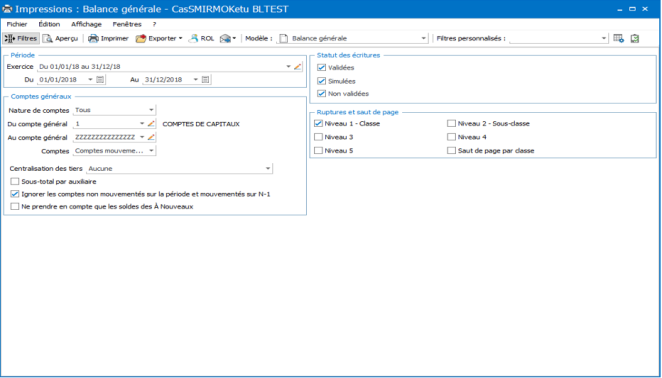 Impressions : Balance générale - CasSMIRMOKetu BLTEST
Fichier Édition Affichage Fenêtres ?
Filtres Aperçu Imprimer Exporter ROL Modèle : Balance générale Filtres personnalisés :
Période
Exercice Du 01/01/18 au 31/12/18
Du 01/01/2018 Au 31/12/2018
Comptes généraux
Nature de comptes Tous
Du compte général 1 COMPTES DE CAPITAUX
Au compte général ZZZZZZZZZZZZZZZ
Comptes Comptes mouveme...
Centralisation des tiers Aucune
Sous-total par auxiliaire
Ignorer les comptes non mouvementés sur la période et mouvementés sur N-1
Ne prendre en compte que les soldes des À Nouveaux
Statut des écritures
Validées
Simulées
Non validées
Ruptures et saut de page
Niveau 1 - Classe Niveau 2 - Sous-classe
Niveau 3 Niveau 4
Niveau 5 Saut de page par classe